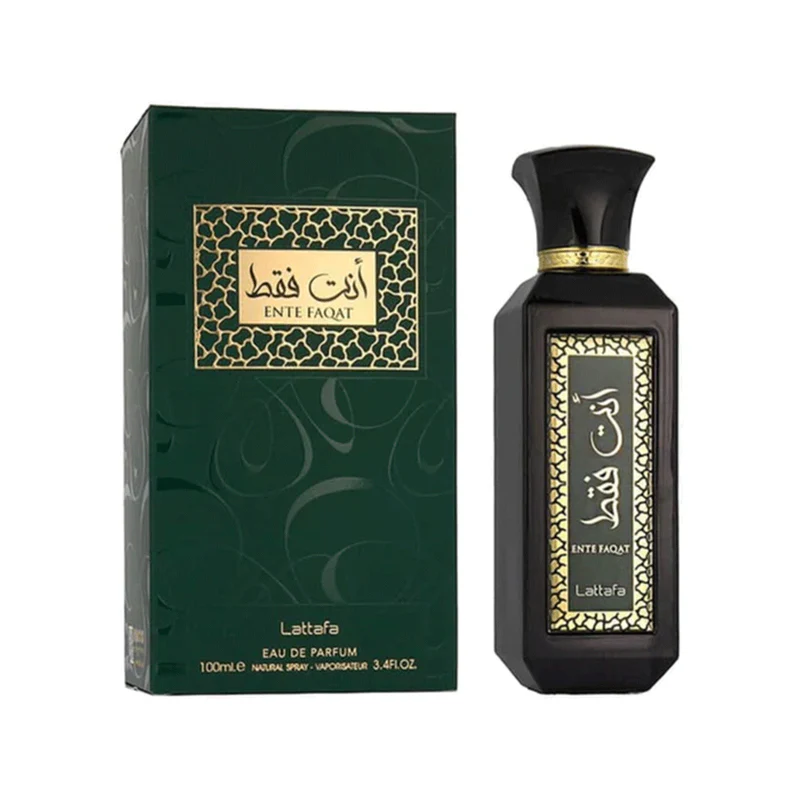 أنت فقط
ENTE FAQAT
Lattafa
EAU DE PARFUM
100ml.e NATURAL SPRAY - VAPORISATEUR 3.4FL.OZ.
أنت فقط
ENTE FAQAT
Lattafa